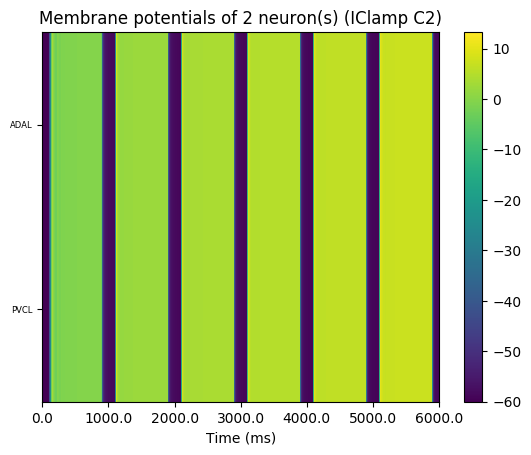 Membrane potentials of 2 neuron(s) (IClamp C2)
ADAL
PVCL
0.0 1000.0 2000.0 3000.0 4000.0 5000.0 6000.0
Time (ms)
10
0
−10
−20
−30
−40
−50
−60